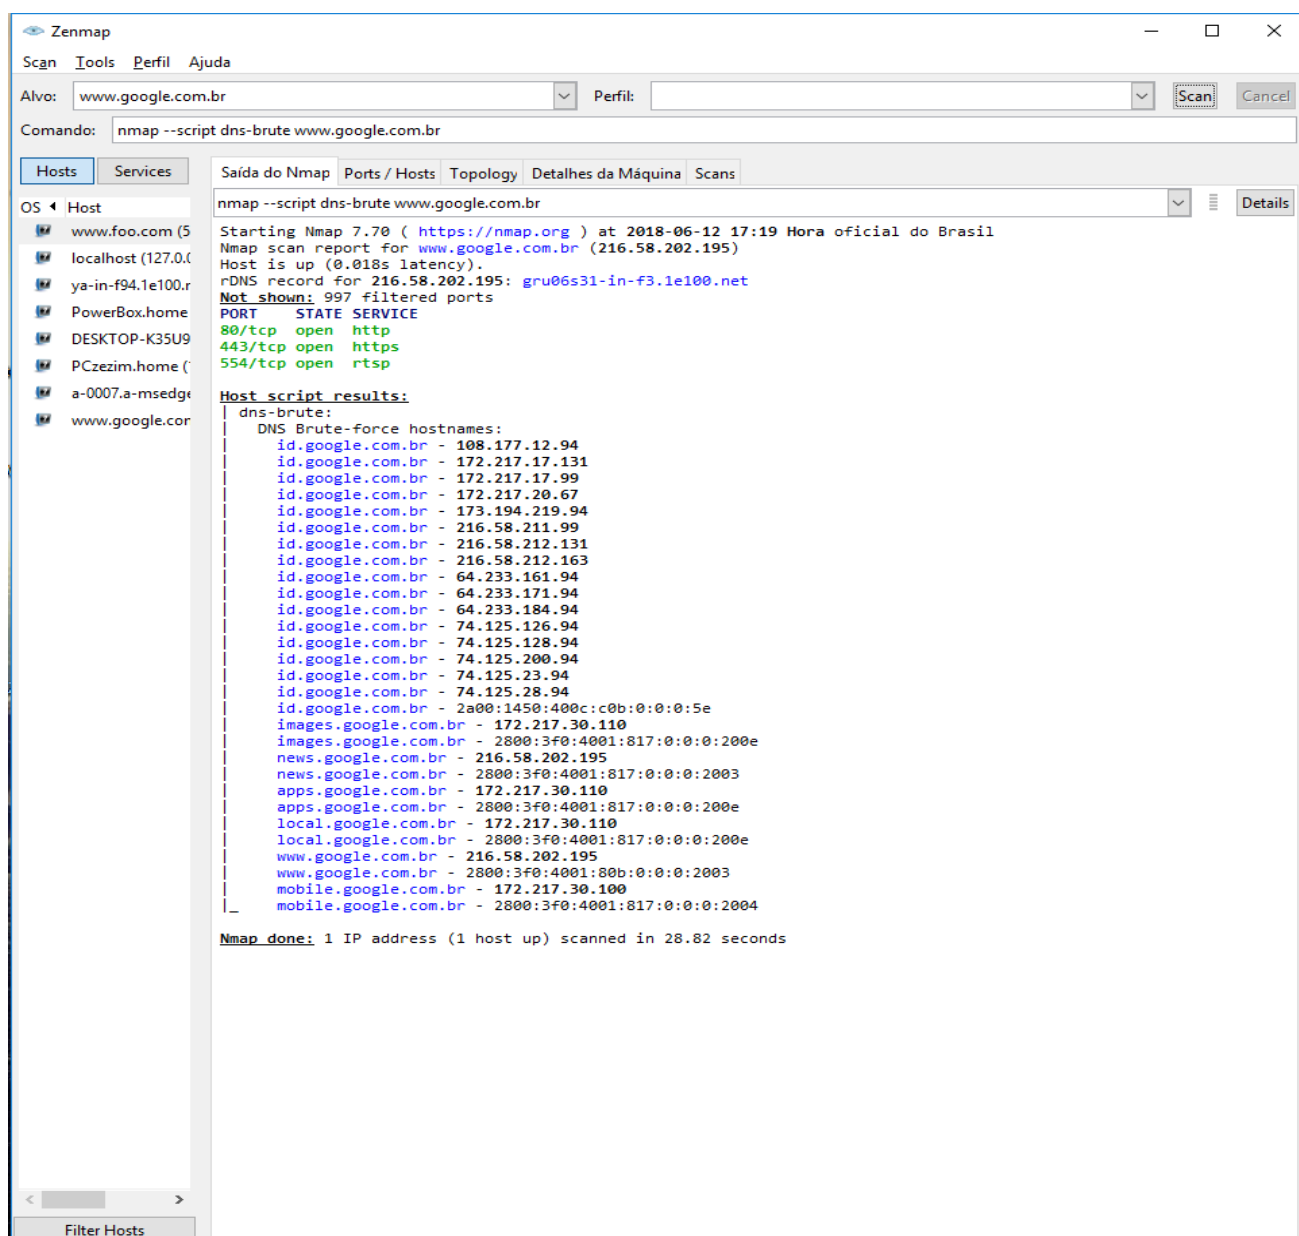 Zenmap
Scan Tools Perfil Ajuda
Alvo: www.google.com.br Perfil: Scan Cancel
Comando: nmap --script dns-brute www.google.com.br
Hosts Services
OS Host
www.foo.com (5
localhost (127.0.0
ya-in-f94.1e100.r
PowerBox.home
DESKTOP-K35U9
PCzezim.home (
a-0007.a-msedge
www.google.cor
Filter Hosts
Saída do Nmap Ports / Hosts Topology Detalhes da Máquina Scans
nmap --script dns-brute www.google.com.br Details
Starting Nmap 7.70 ( https://nmap.org ) at 2018-06-12 17:19 Hora oficial do Brasil
Nmap scan report for www.google.com.br (216.58.202.195)
Host is up (0.018s latency).
rDNS record for 216.58.202.195: gru06s31-in-f3.1e100.net
Not shown: 997 filtered ports
PORT    STATE SERVICE
80/tcp  open  http
443/tcp open  https
554/tcp open  rtsp
Host script results:
| dns-brute:
|   DNS Brute-force hostnames:
|     id.google.com.br - 108.177.12.94
|     id.google.com.br - 172.217.17.131
|     id.google.com.br - 172.217.17.99
|     id.google.com.br - 172.217.20.67
|     id.google.com.br - 173.194.219.94
|     id.google.com.br - 216.58.211.99
|     id.google.com.br - 216.58.212.131
|     id.google.com.br - 216.58.212.163
|     id.google.com.br - 64.233.161.94
|     id.google.com.br - 64.233.171.94
|     id.google.com.br - 64.233.184.94
|     id.google.com.br - 74.125.126.94
|     id.google.com.br - 74.125.128.94
|     id.google.com.br - 74.125.200.94
|     id.google.com.br - 74.125.23.94
|     id.google.com.br - 74.125.28.94
|     id.google.com.br - 2a00:1450:400c:c0b:0:0:0:5e
|     images.google.com.br - 172.217.30.110
|     images.google.com.br - 2800:3f0:4001:817:0:0:0:200e
|     news.google.com.br - 216.58.202.195
|     news.google.com.br - 2800:3f0:4001:817:0:0:0:2003
|     apps.google.com.br - 172.217.30.110
|     apps.google.com.br - 2800:3f0:4001:817:0:0:0:200e
|     local.google.com.br - 172.217.30.110
|     local.google.com.br - 2800:3f0:4001:817:0:0:0:200e
|     www.google.com.br - 216.58.202.195
|     www.google.com.br - 2800:3f0:4001:80b:0:0:0:2003
|     mobile.google.com.br - 172.217.30.100
|_    mobile.google.com.br - 2800:3f0:4001:817:0:0:0:2004
Nmap done: 1 IP address (1 host up) scanned in 28.82 seconds